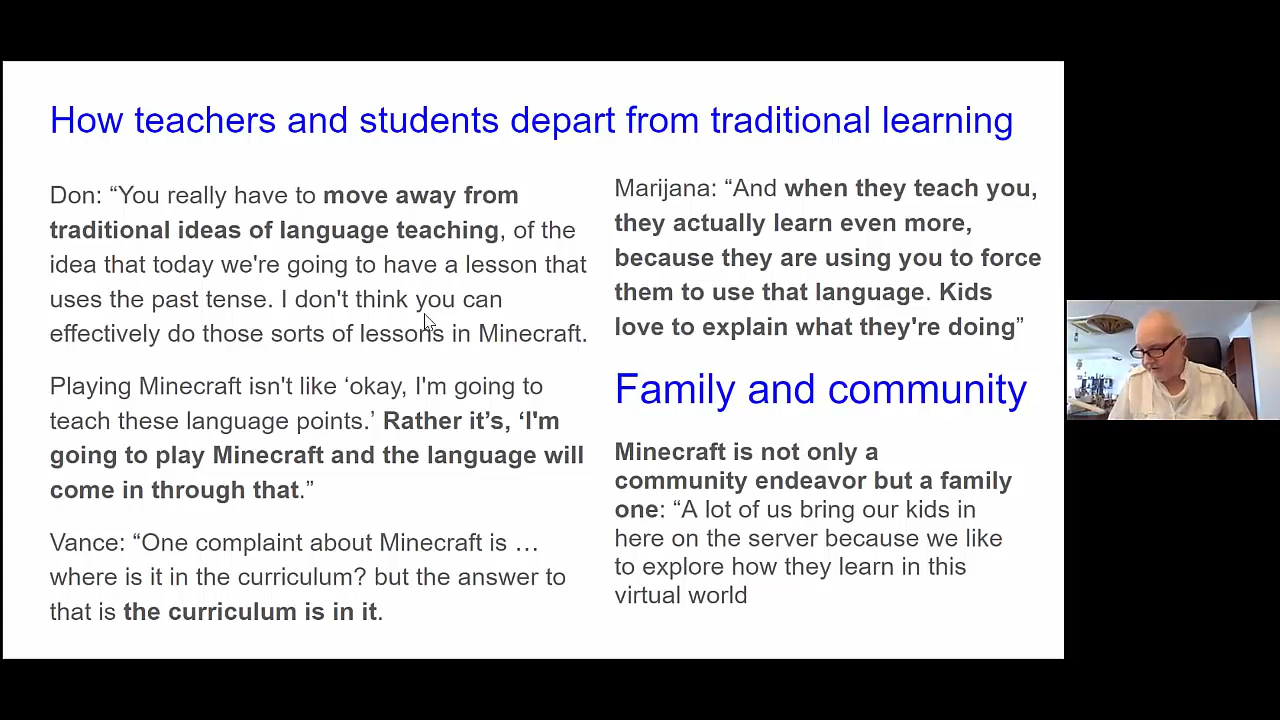 How teachers and students depart from traditional learning
Don: “You really have to move away from
traditional ideas of language teaching, of the
idea that today we're going to have a lesson that
uses the past tense. I don't think you can
effectively do those sorts of lessons in Minecraft.
Playing Minecraft isn't like ‘okay, I'm going to
teach these language points.’ Rather it’s, ‘I'm
going to play Minecraft and the language will
come in through that.”
Vance: “One complaint about Minecraft is …
where is it in the curriculum? but the answer to
that is the curriculum is in it.
Marijana: “And when they teach you,
they actually learn even more,
because they are using you to force
them to use that language. Kids
love to explain what they're doing”
Family and community
Minecraft is not only a
community endeavor but a family
one: “A lot of us bring our kids in
here on the server because we like
to explore how they learn in this
virtual world